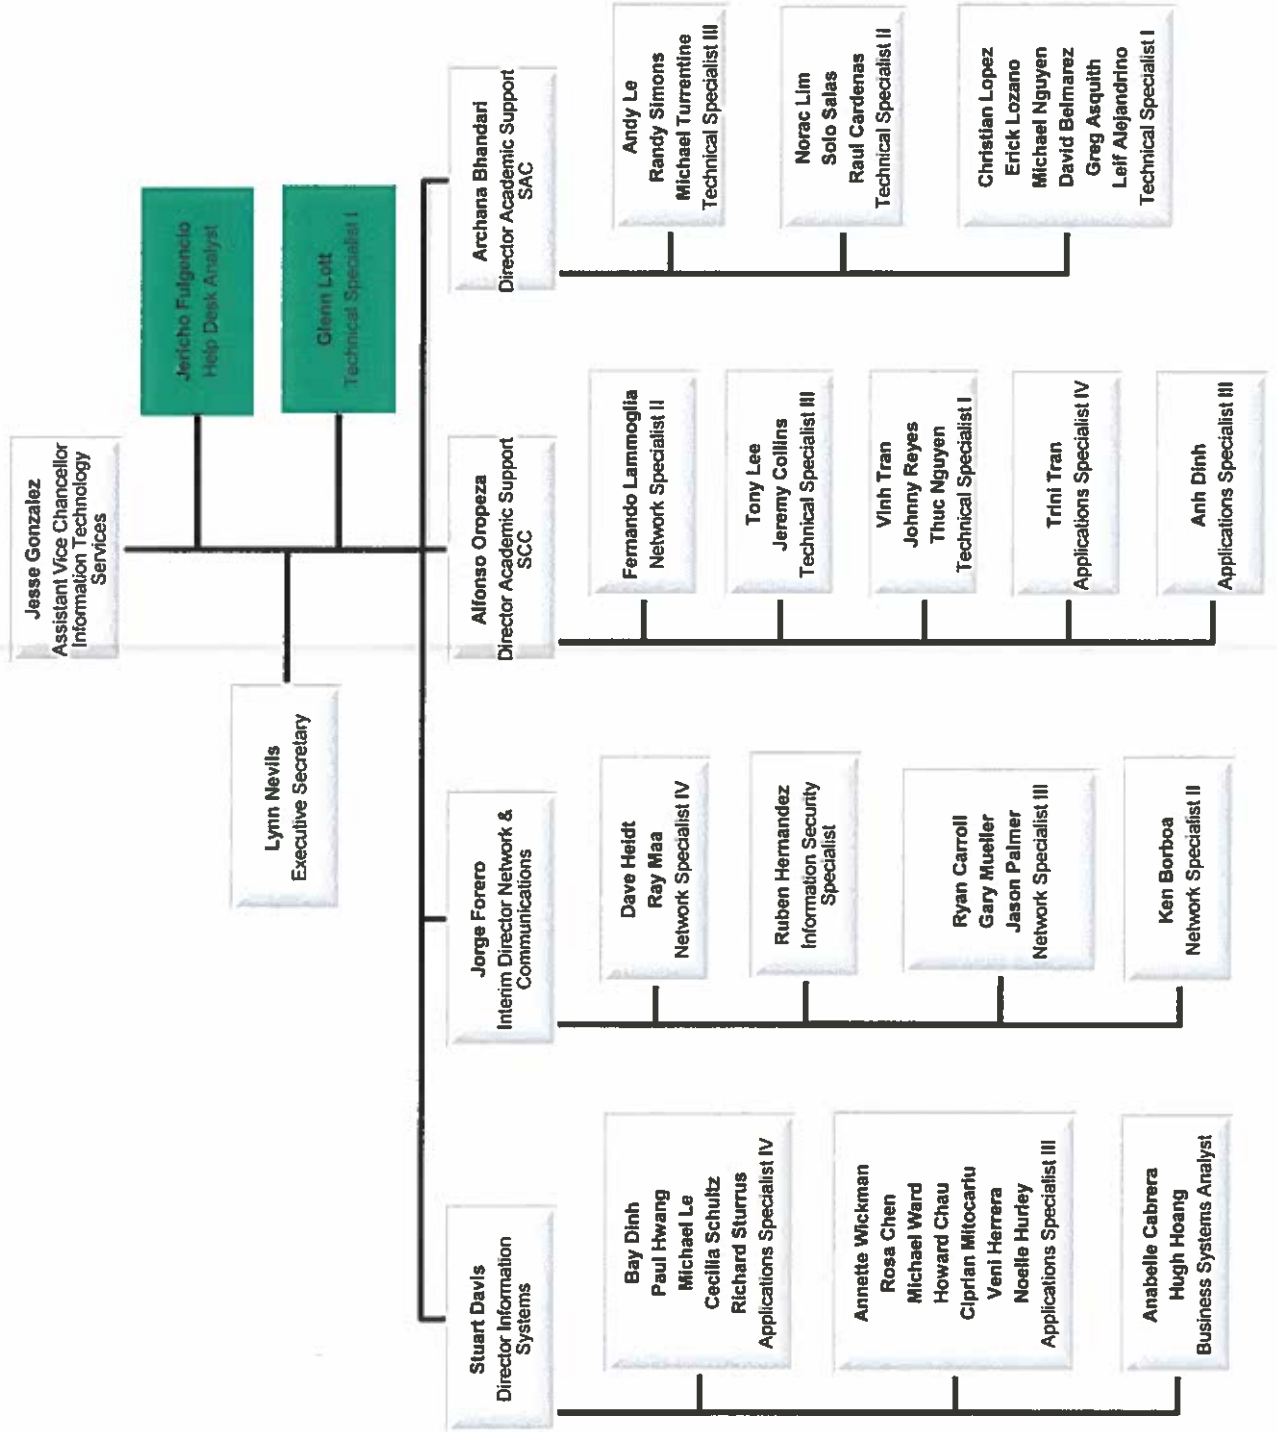 Jesse Gonzalez
Assistant Vice Chancellor
Information Technology
Services
Lynn Nevils
Executive Secretary
Jericho Fulgencio
Help Desk Analyst
Glenn Lott
Technical Specialist I
Stuart Davis
Director Information
Systems
Bay Dinh
Paul Hwang
Michael Le
Cecilia Schultz
Richard Sturrus
Applications Specialist IV
Annette Wickman
Rosa Chen
Michael Ward
Howard Chau
Ciprian Mitocariu
Veni Herrera
Noelle Hurley
Applications Specialist III
Anabelle Cabrera
Hugh Hoang
Business Systems Analyst
Jorge Forero
Interim Director Network &
Communications
Dave Heidt
Ray Maa
Network Specialist IV
Ruben Hernandez
Information Security
Specialist
Ryan Carroll
Gary Mueller
Jason Palmer
Network Specialist III
Ken Borboa
Network Specialist II
Alfonso Oropeza
Director Academic Support
SCC
Fernando Lamoglia
Network Specialist II
Tony Lee
Jeremy Collins
Technical Specialist III
Vinh Tran
Johnny Reyes
Thuc Nguyen
Technical Specialist I
Trini Tran
Applications Specialist IV
Anh Dinh
Applications Specialist III
Archana Bhandari
Director Academic Support
SAC
Andy Le
Randy Simons
Michael Turrentine
Technical Specialist III
Norac Lim
Solo Salas
Raul Cardenas
Technical Specialist II
Christian Lopez
Erick Lozano
Michael Nguyen
David Belmarez
Greg Asquith
Leif Alejandrino
Technical Specialist I